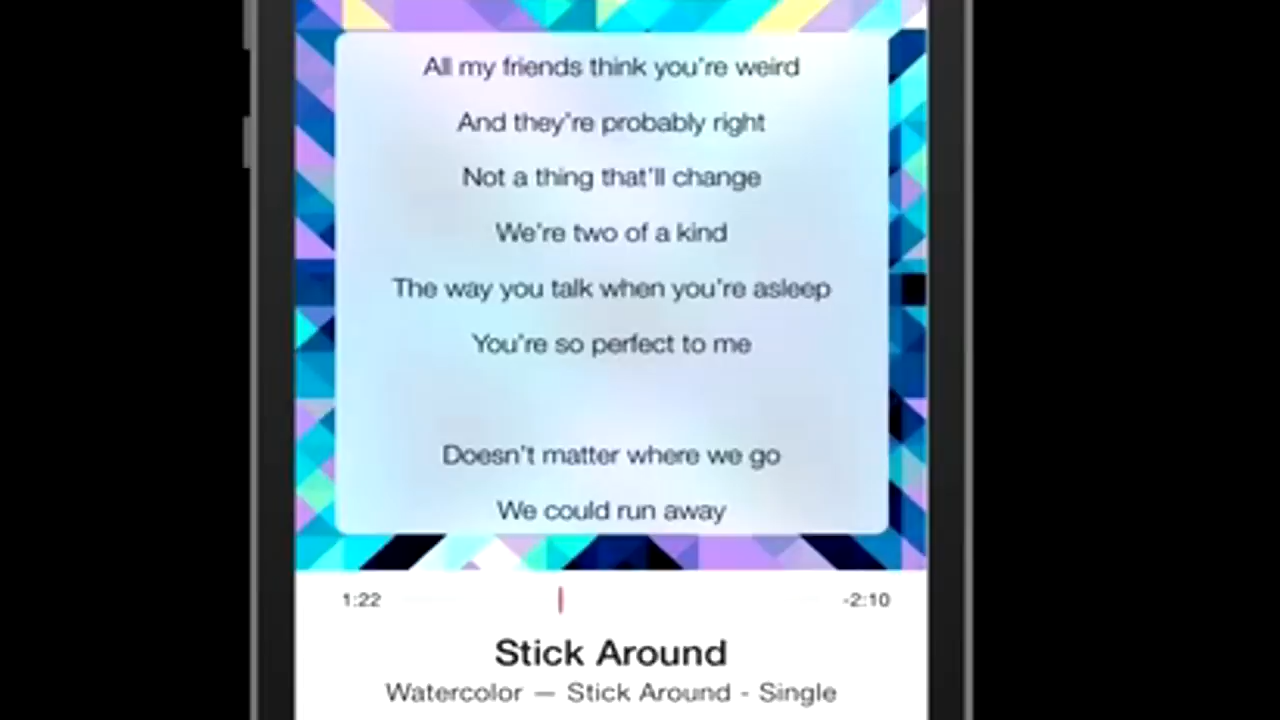 All my friends think you're weird
And they're probably right
Not a thing that'll change
We're two of a kind
The way you talk when you're asleep
You're so perfect to me
Doesn't matter where we go
We could run away
1:22
-2:10
Stick Around
Watercolor — Stick Around - Single